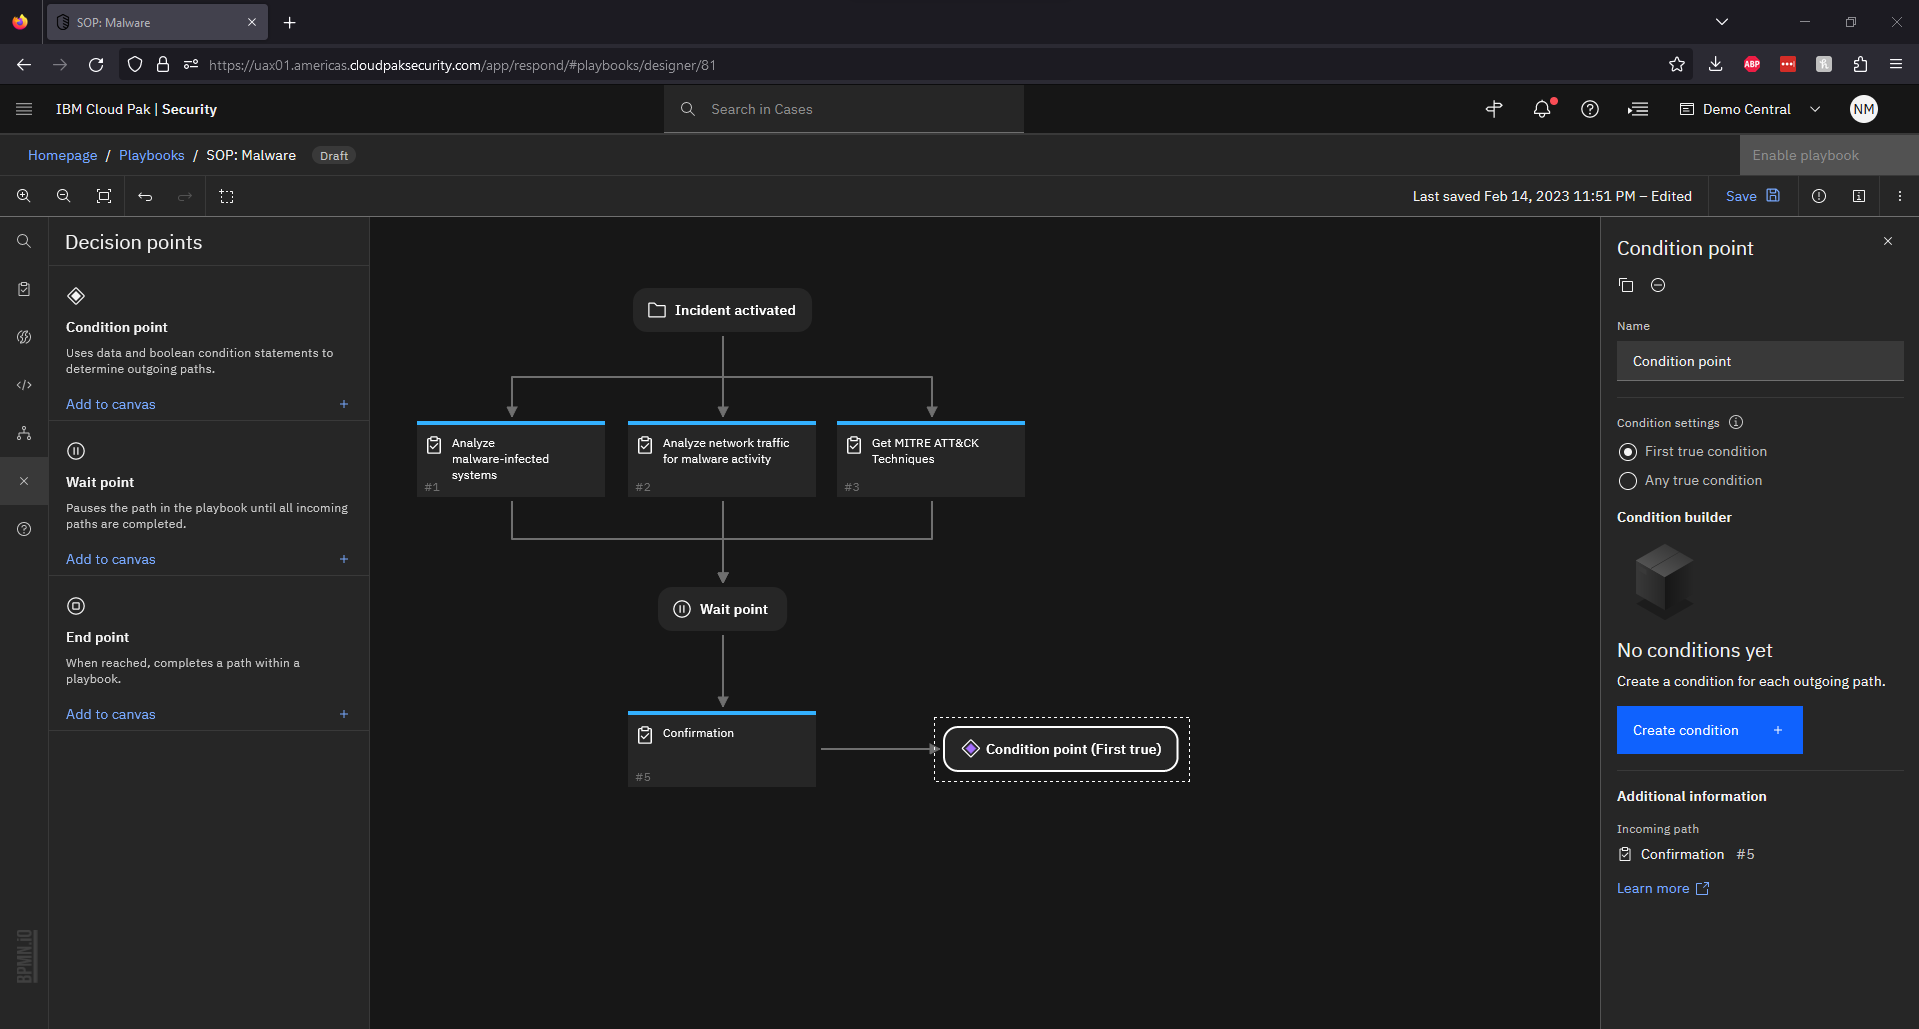 SOP: Malware
https://uax01.americas.cloudpaksecurity.com/app/respond/#playbooks/designer/81
ABP
IBM Cloud Pak | Security
Search in Cases
Demo Central
NM
Homepage / Playbooks / SOP: Malware
Draft
Enable playbook
Last saved Feb 14, 2023 11:51 PM – Edited
Save
Decision points
Condition point
Uses data and boolean condition statements to
determine outgoing paths.
Add to canvas +
Wait point
Pauses the path in the playbook until all incoming
paths are completed.
Add to canvas +
End point
When reached, completes a path within a
playbook.
Add to canvas +
BPMN.iO
Incident activated
Analyze
malware-infected
systems
#1
Analyze network traffic
for malware activity
#2
Get MITRE ATT&CK
Techniques
#3
Wait point
Confirmation
#5
Condition point (First true)
Condition point
Name
Condition point
Condition settings
First true condition
Any true condition
Condition builder
No conditions yet
Create a condition for each outgoing path.
Create condition +
Additional information
Incoming path
Confirmation #5
Learn more